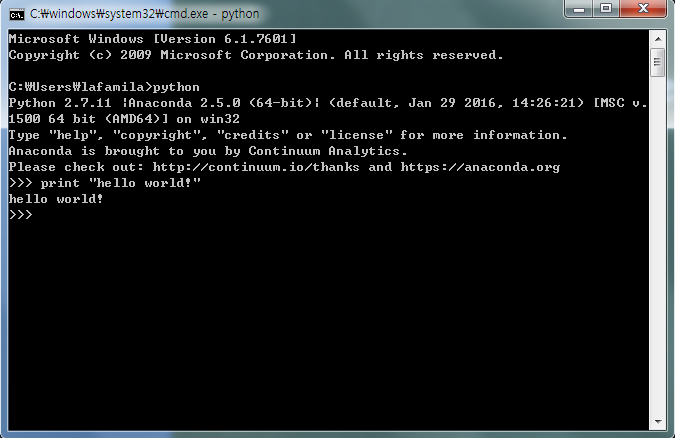 C:₩windows₩system32₩cmd.exe - python
Microsoft Windows [Version 6.1.7601]
Copyright (c) 2009 Microsoft Corporation. All rights reserved.
C:₩Users₩lafamila>python
Python 2.7.11 |Anaconda 2.5.0 (64-bit)| (default, Jan 29 2016, 14:26:21) [MSC v.
1500 64 bit (AMD64)] on win32
Type "help", "copyright", "credits" or "license" for more information.
Anaconda is brought to you by Continuum Analytics.
Please check out: http://continuum.io/thanks and https://anaconda.org
>>> print "hello world!"
hello world!
>>>